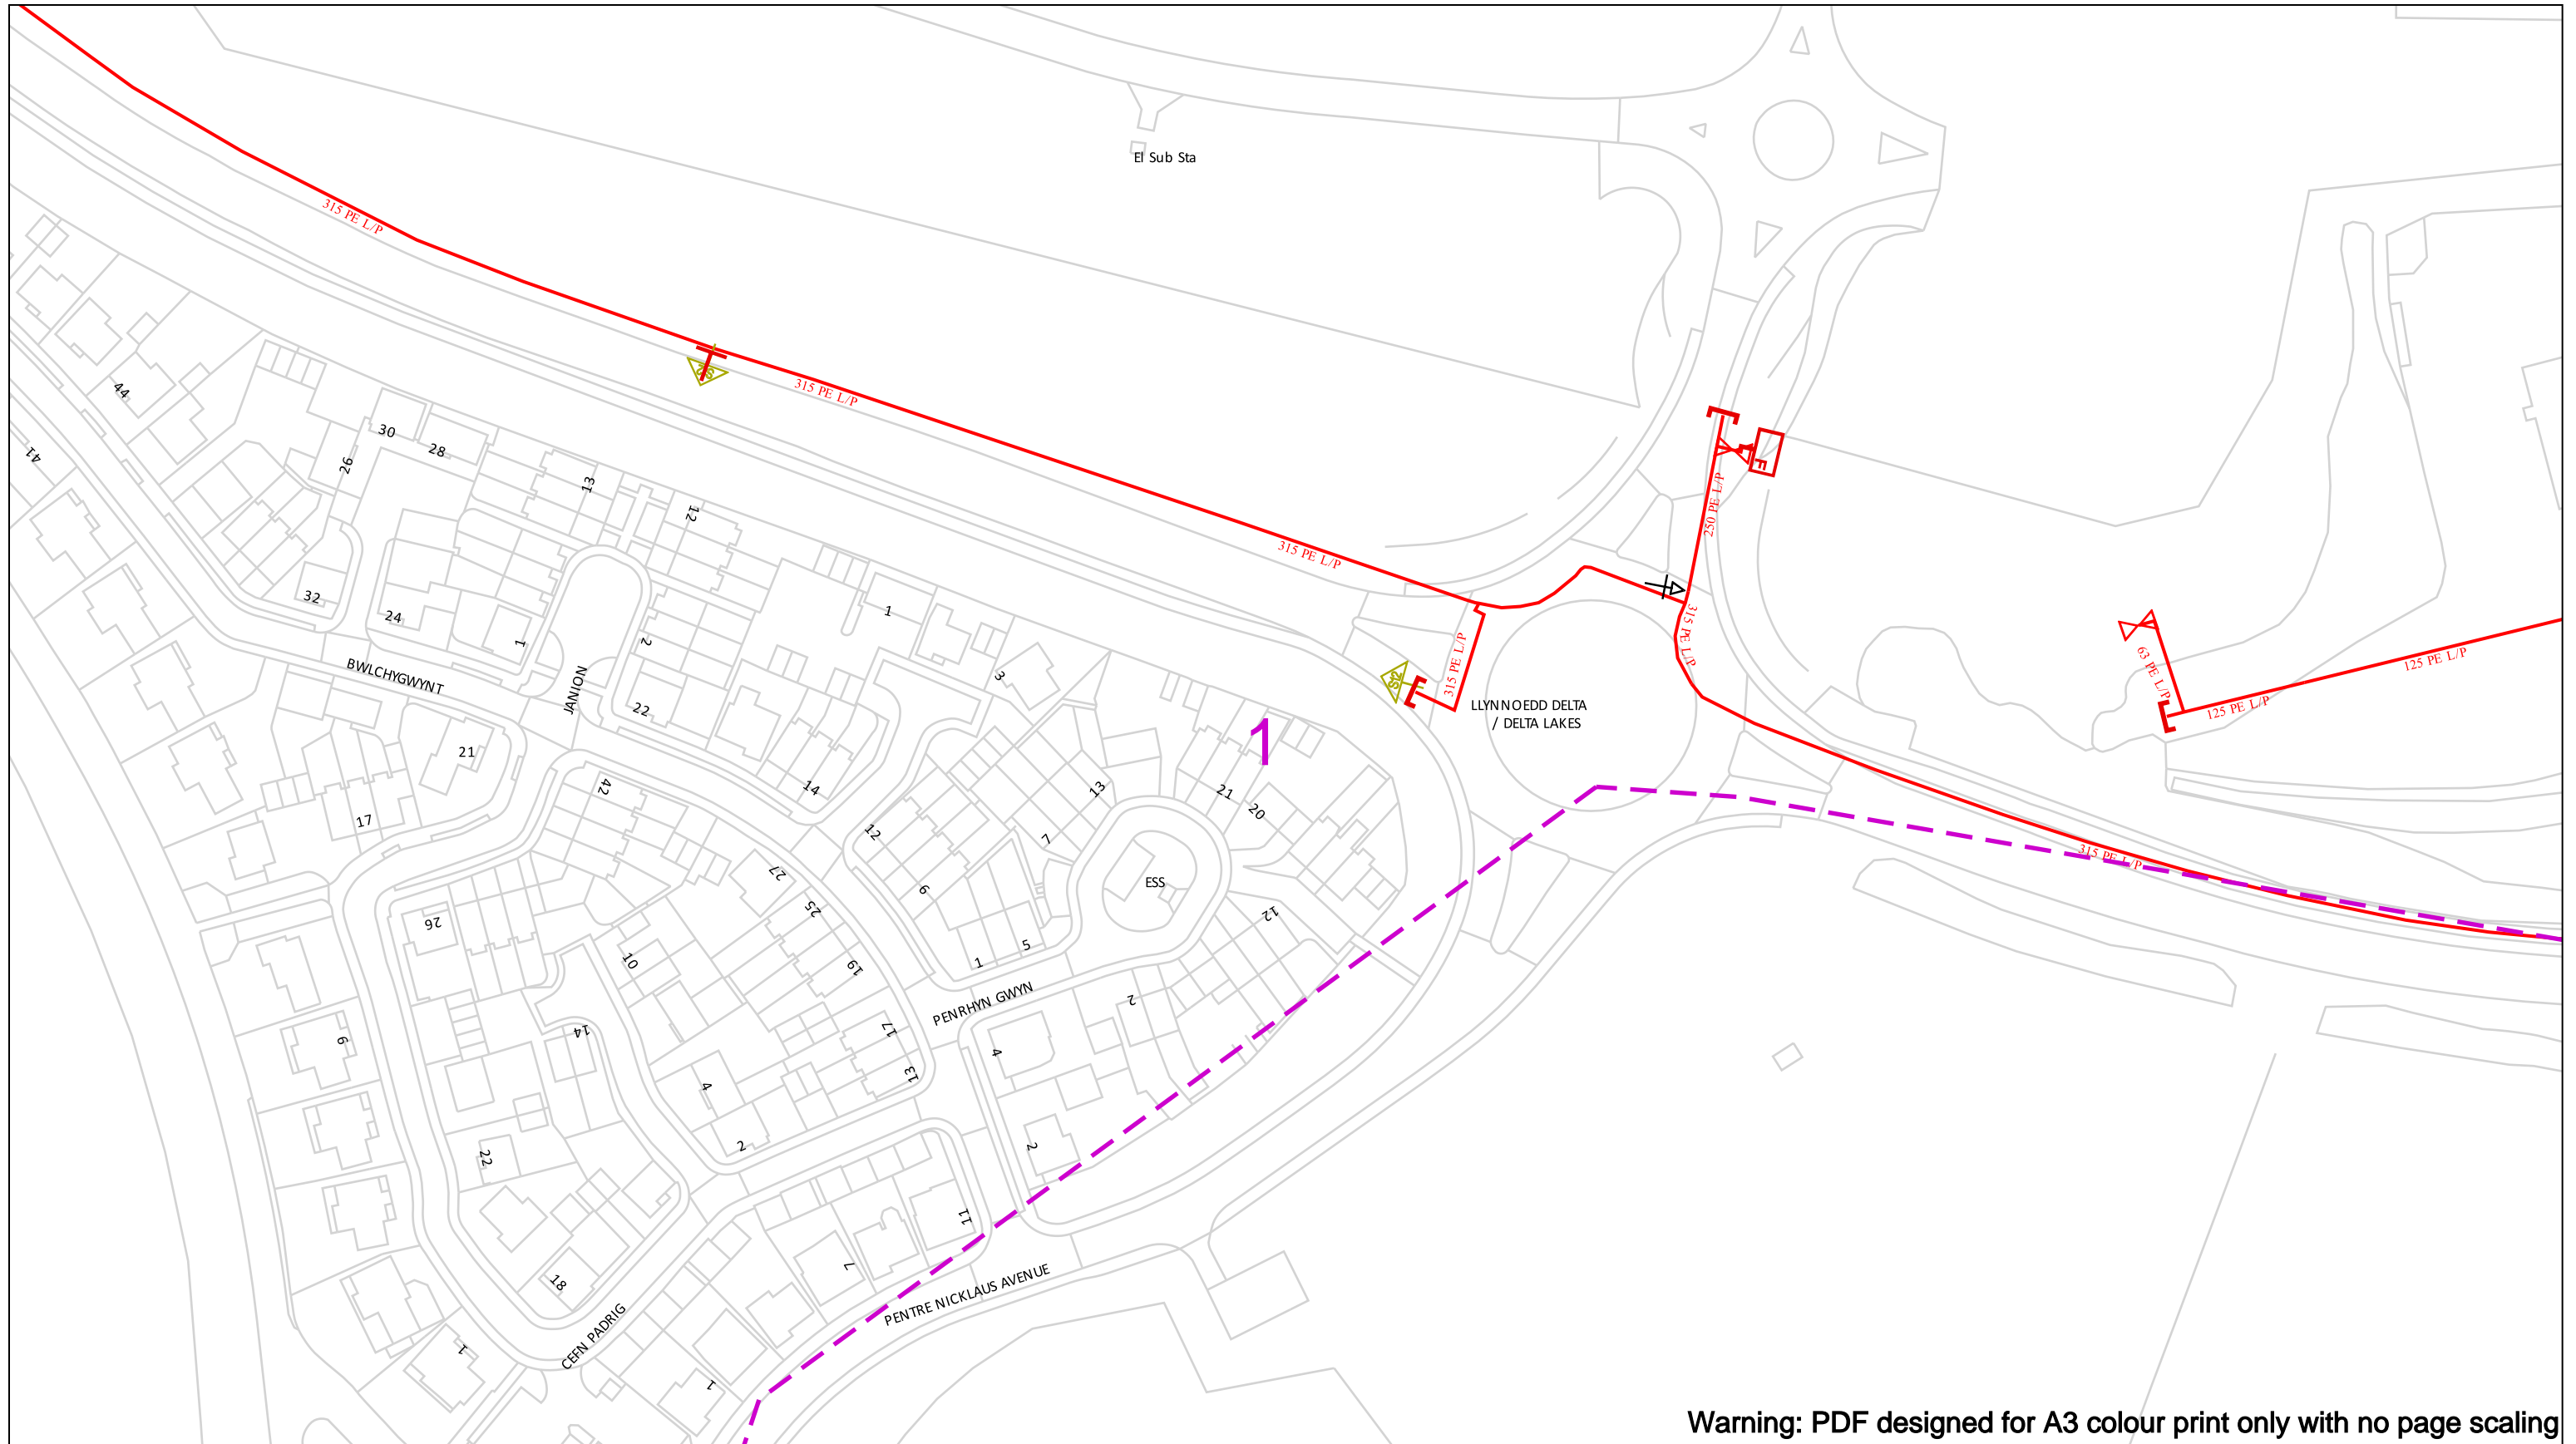 El Sub Sta
315 PE L/P
315 PE L/P
44
30
28
26
41
13
12
315 PE L/P
250 PE L/P
F
32
24
1
2
1
3
315 PE L/P
315 PE L/P
63 PE L/P
125 PE L/P
125 PE L/P
BWLCHYGWYNT
JANION
22
S12
LLYNNOEDD DELTA
/ DELTA LAKES
1
21
42
14
13
21
20
17
12
7
27
25
315 PE L/P
26
6
ESS
12
10
19
1
5
PENRHYN GWYN
2
14
17
9
4
13
4
2
2
22
11
7
18
PENTRE NICKLAUS AVENUE
CEFN PADRIG
1
1
Warning: PDF designed for A3 colour print only with no page scaling